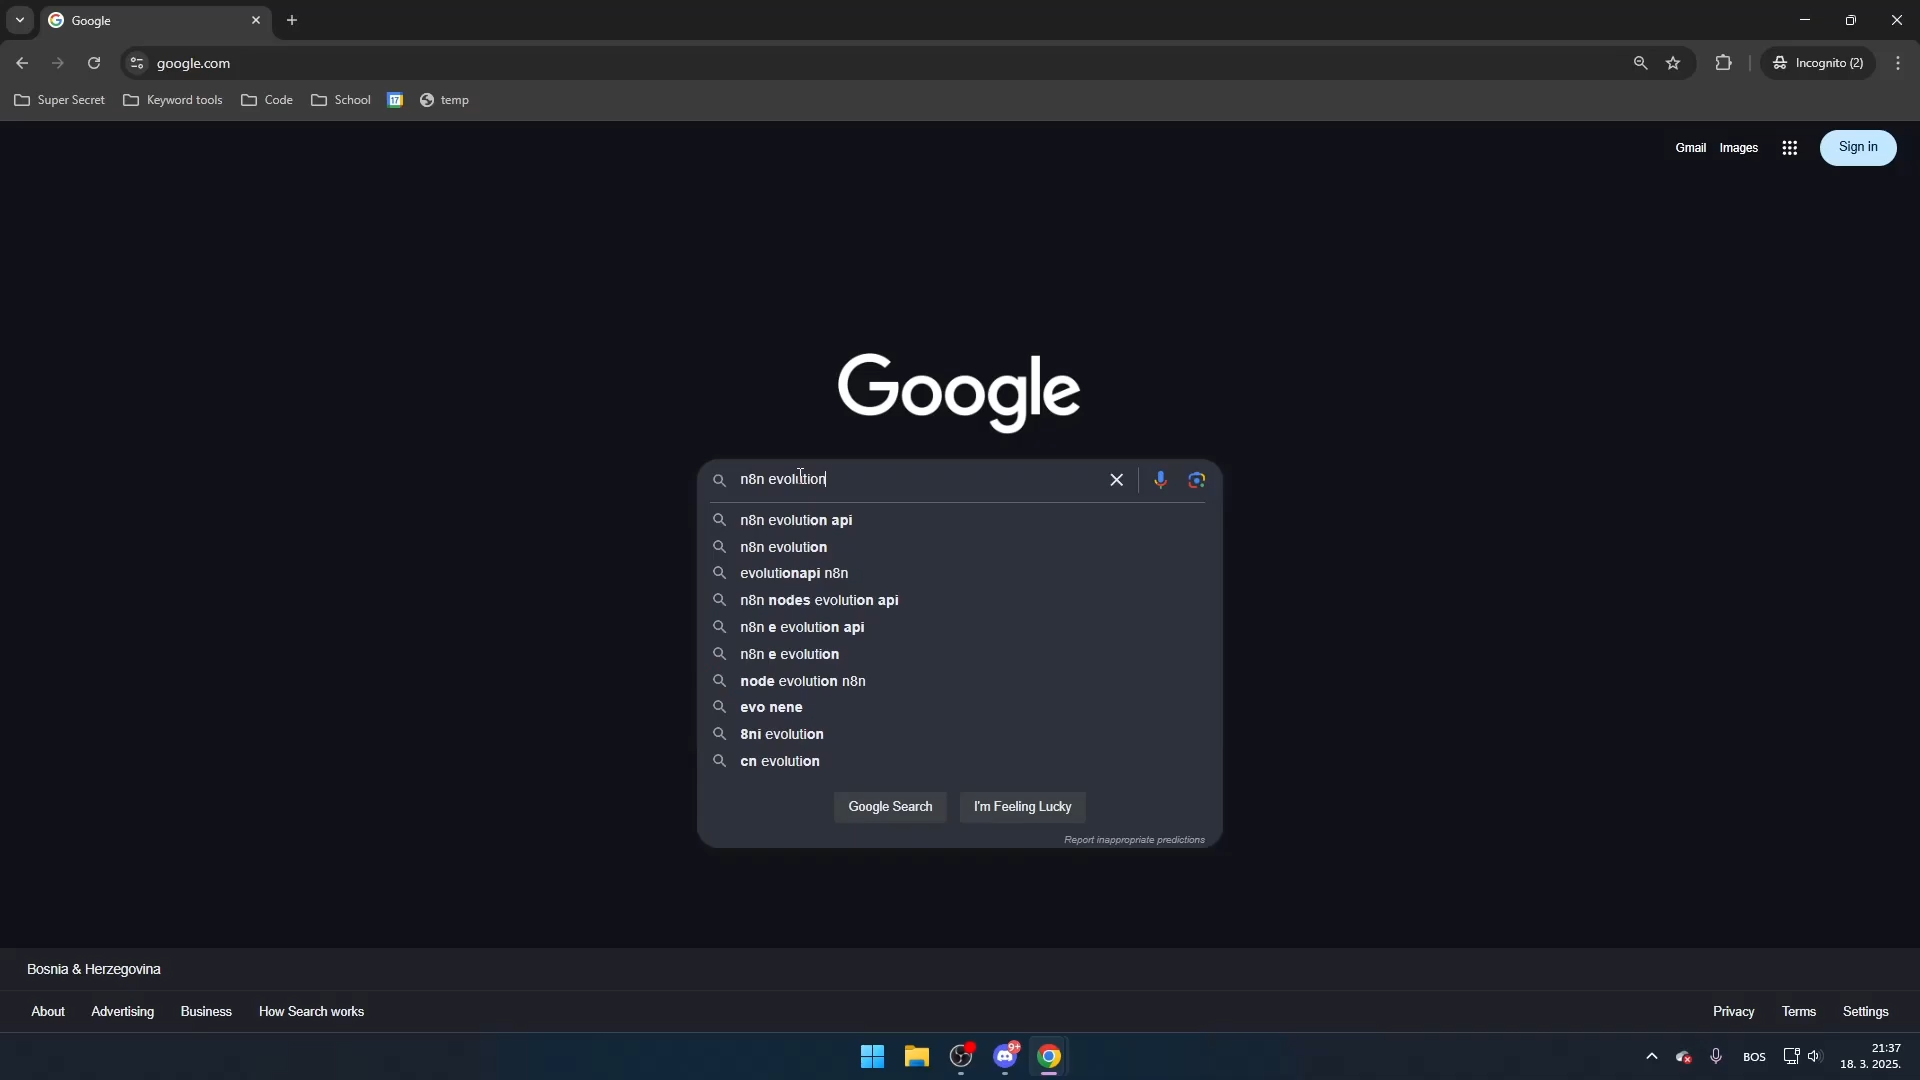 Google
google.com
Incognito (2)
Super Secret
Keyword tools
Code
School
17
temp
Gmail
Images
Sign in
Google
n8n evolution
n8n evolution api
n8n evolution
evolutionapi n8n
n8n nodes evolution api
n8n e evolution api
n8n e evolution
node evolution n8n
evo nene
8ni evolution
cn evolution
Google Search
I'm Feeling Lucky
Report inappropriate predictions
Bosnia & Herzegovina
About
Advertising
Business
How Search works
Privacy
Terms
Settings
9+
BOS
21:37
18. 3. 2025.